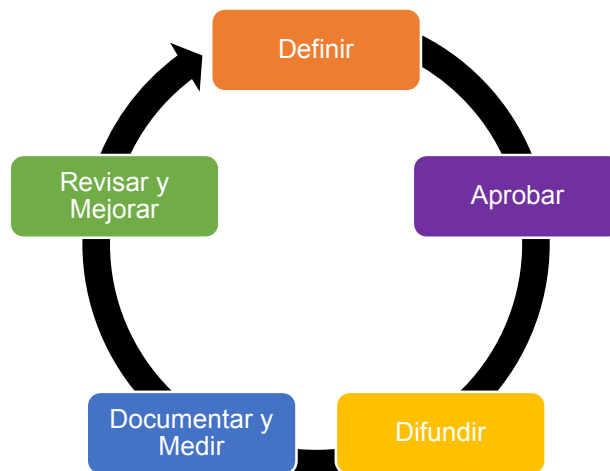 Definir
Aprobar
Difundir
Documentar y
Medir
Revisar y
Mejorar